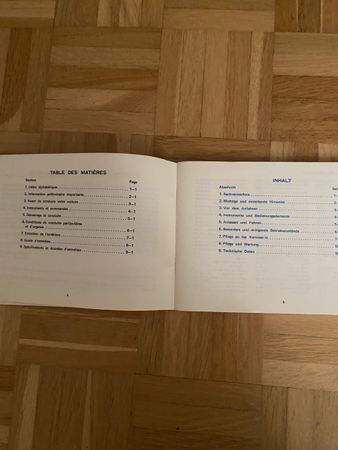 TABLE DES MATIÈRES
Section Page
1. Index alphabétique 1—1
2. Information préliminaire importante 2—1
3. Avant de conduire votre voiture 3—1
4. Instruments et commandes 4—1
5. Démarrage et conduite 5—1
6. Conditions de conduite particulières
et d'urgence 6—1
7. Entretien de l'extérieur 7—1
8. Guide d'entretien 8—1
9. Spécifications et données d'entretien 9—1
INHALT
Abschnitt
1. Sachverzeichnis
2. Wichtige und einleitende Hinweise
3. Vor dem Anfahren
4. Instrumente und Bedienungselemente
5. Anlassen und Fahren
6. Besondere und dringende Betriebszustände
7. Pflege an der Karosserie
8. Pflege und Wartung
9. Technische Daten